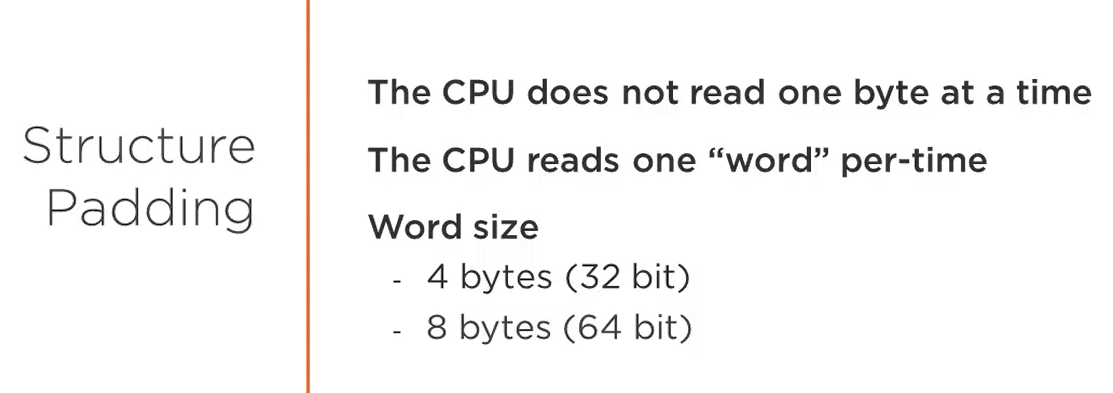 Structure
Padding
The CPU does not read one byte at a time
The CPU reads one “word” per-time
Word size
- 4 bytes (32 bit)
- 8 bytes (64 bit)